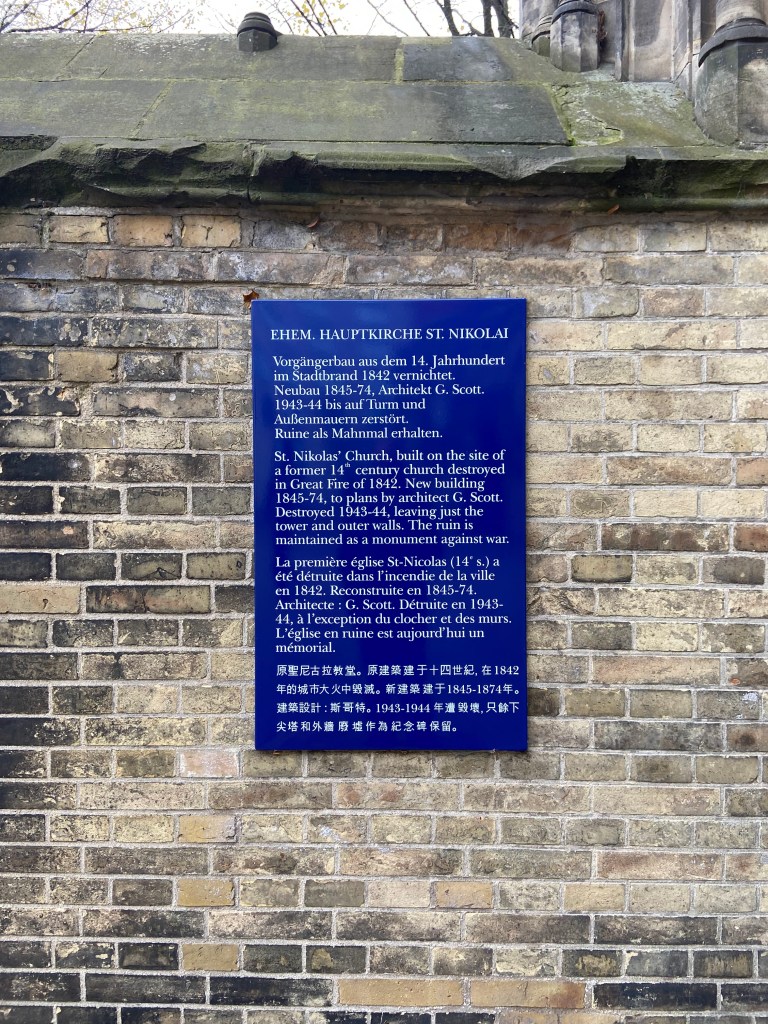 EHEM. HAUPTKIRCHE ST. NIKOLAI
Vorgängerbau aus dem 14. Jahrhundert
im Stadtbrand 1842 vernichtet.
Neubau 1845-74, Architekt G. Scott.
1943-44 bis auf Turm und
Außenmauern zerstört.
Ruine als Mahnmal erhalten.
St. Nikolas' Church, built on the site of
a former 14th century church destroyed
in Great Fire of 1842. New building
1845-74, to plans by architect G. Scott.
Destroyed 1943-44, leaving just the
tower and outer walls. The ruin is
maintained as a monument against war.
La première église St-Nicolas (14e s.) a
été détruite dans l'incendie de la ville
en 1842. Reconstruite en 1845-74.
Architecte : G. Scott. Détruite en 1943-
44, à l'exception du clocher et des murs.
L'église en ruine est aujourd'hui un
mémorial.
原聖尼古拉教堂。原建築建于十四世紀, 在1842
年的城市大火中毀滅。新建築建于1845-1874年。
建築設計 : 斯哥特。1943-1944 年遭毀壞, 只餘下
尖塔和外牆廢墟作為紀念碑保留。